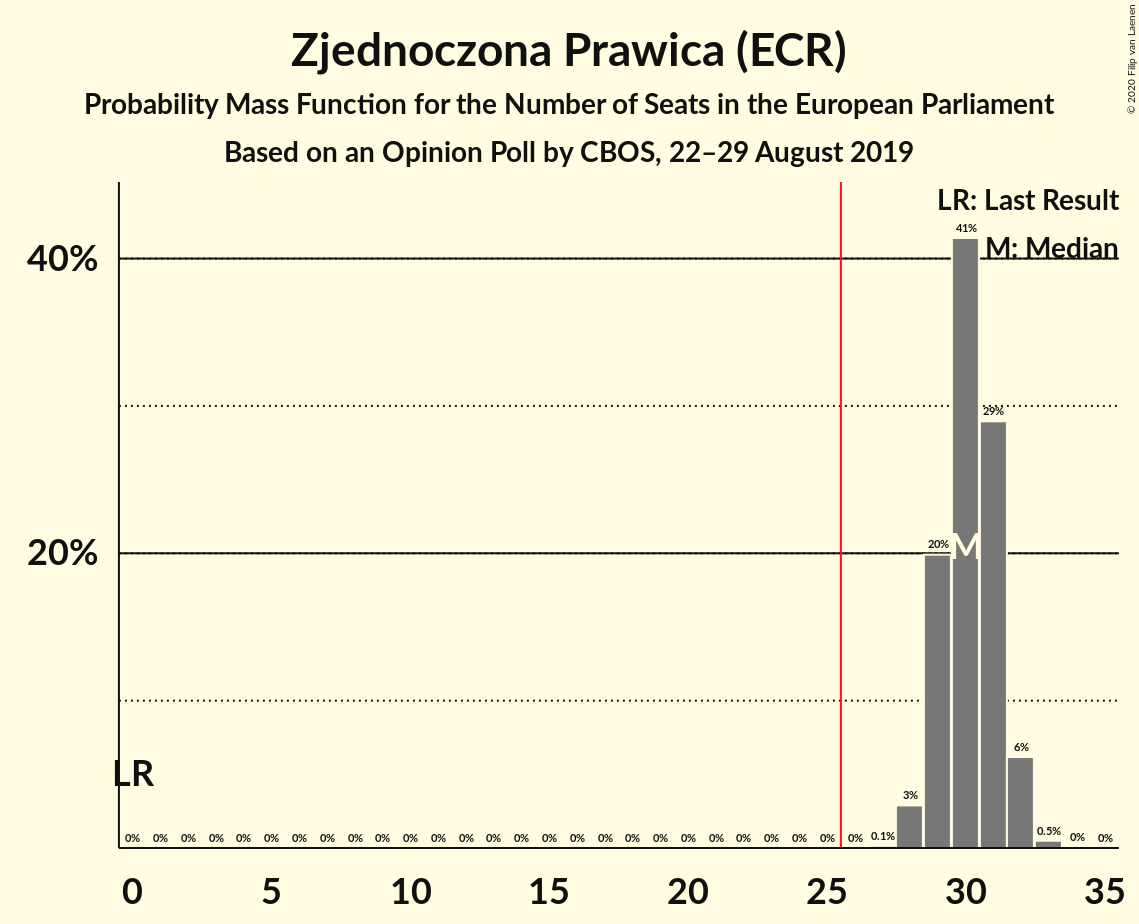 Zjednoczona Prawica (ECR)
Probability Mass Function for the Number of Seats in the European Parliament
Based on an Opinion Poll by CBOS, 22–29 August 2019
© 2020 Filip van Laenen
LR: Last Result
M: Median
40%
20%
LR
M
0% 0% 0% 0% 0% 0% 0% 0% 0% 0% 0% 0% 0% 0% 0% 0% 0% 0% 0% 0% 0% 0% 0% 0% 0% 0% 0% 0.1% 3% 20% 41% 29% 6% 0.5% 0% 0%
0 5 10 15 20 25 30 35